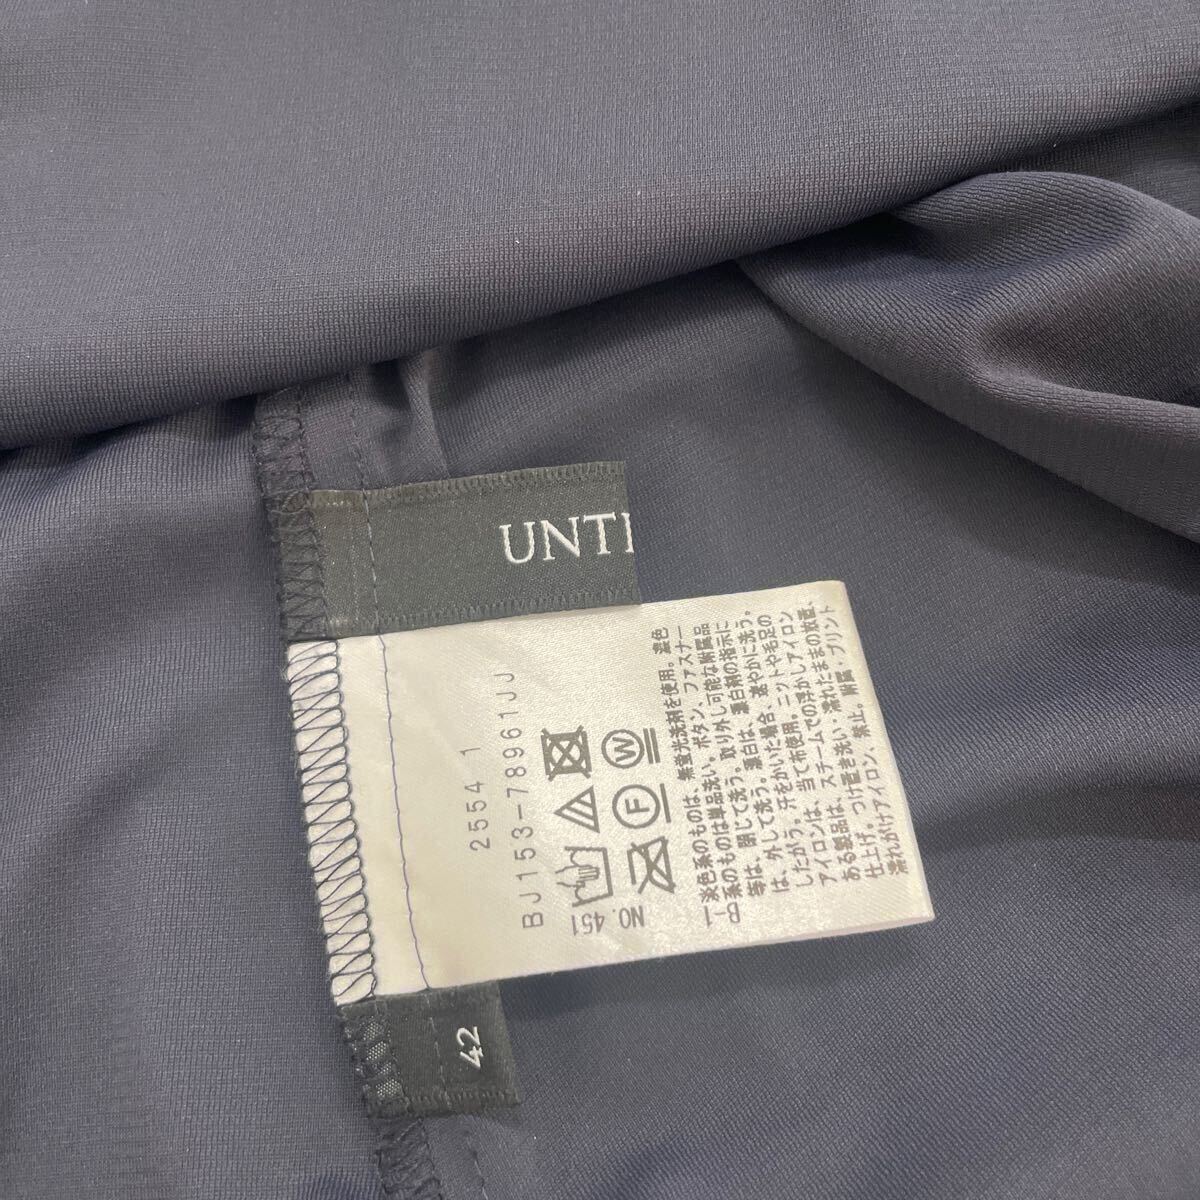 UNTI
2554 1
BJ153-78961JJ
NO.451
F
W
淡色系のものは、無蛍光洗剤を使用。濃色
系のものは単品洗い。ボタン、ファスナー
等は、閉じて洗う。取り外し可能な附属品
は、外して洗う。漂白は、漂白剤の指示に
したがう。汗をかいた場合、速やかに洗う。
アイロンは、当て布使用。ニットや毛足の
ある製品は、スチームでの浮かしアイロン
仕上げ。つけ置き洗い・濡れたままの放置、
濡れがけアイロン、禁止。附属・プリント
42